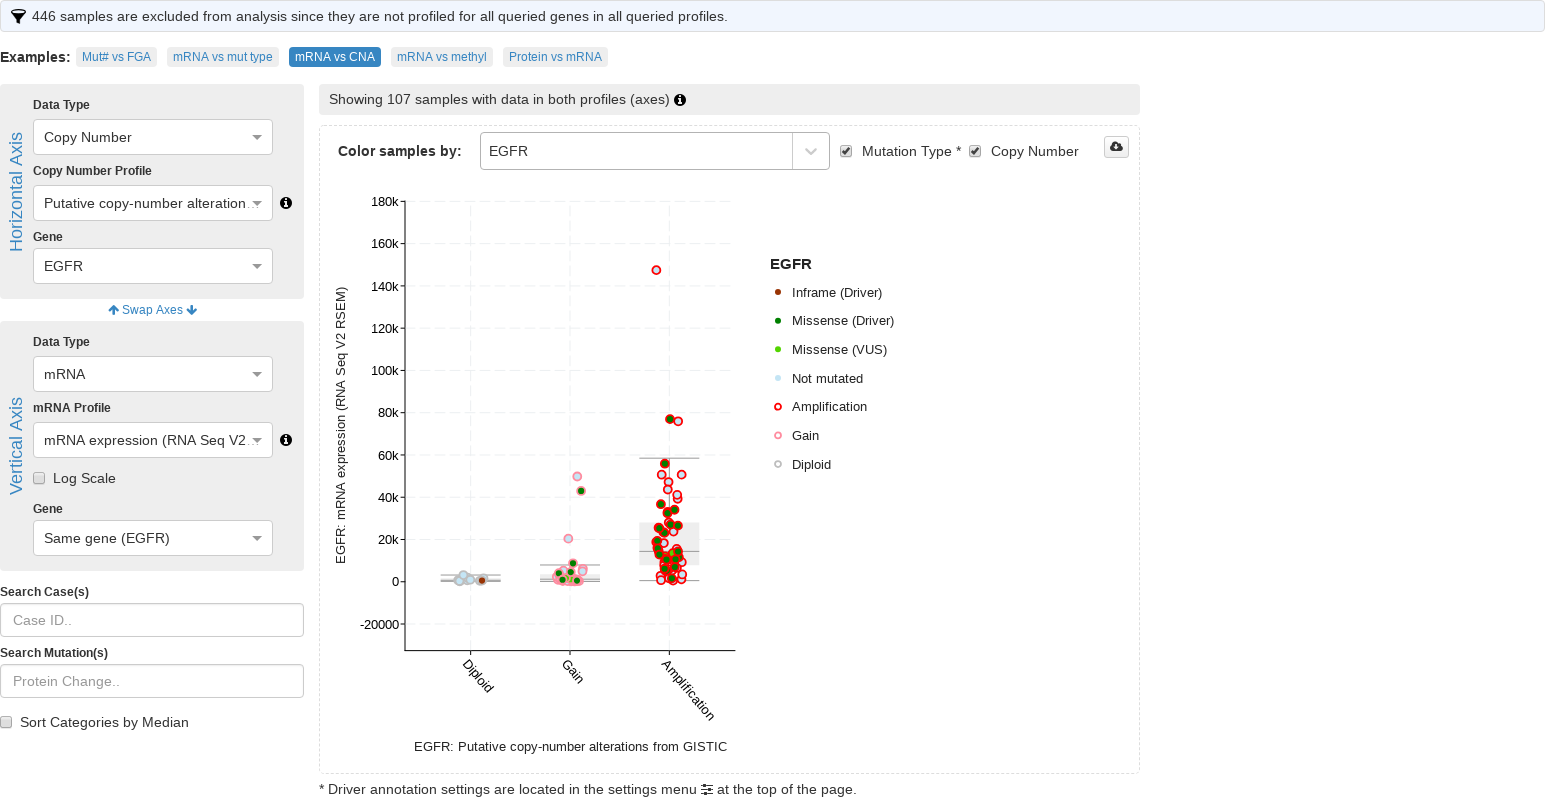 446 samples are excluded from analysis since they are not profiled for all queried genes in all queried profiles.
Examples: Mut# vs FGA mRNA vs mut type mRNA vs CNA mRNA vs methyl Protein vs mRNA
Horizontal Axis
Data Type
Copy Number
Copy Number Profile
Putative copy-number alteration…
Gene
EGFR
Swap Axes
Vertical Axis
Data Type
mRNA
mRNA Profile
mRNA expression (RNA Seq V2…
Log Scale
Gene
Same gene (EGFR)
Search Case(s)
Case ID..
Search Mutation(s)
Protein Change..
Sort Categories by Median
Showing 107 samples with data in both profiles (axes)
Color samples by: EGFR Mutation Type * Copy Number
EGFR: mRNA expression (RNA Seq V2 RSEM)
180k
160k
140k
120k
100k
80k
60k
40k
20k
0
-20000
Diploid
Gain
Amplification
EGFR: Putative copy-number alterations from GISTIC
EGFR
Inframe (Driver)
Missense (Driver)
Missense (VUS)
Not mutated
Amplification
Gain
Diploid
* Driver annotation settings are located in the settings menu at the top of the page.